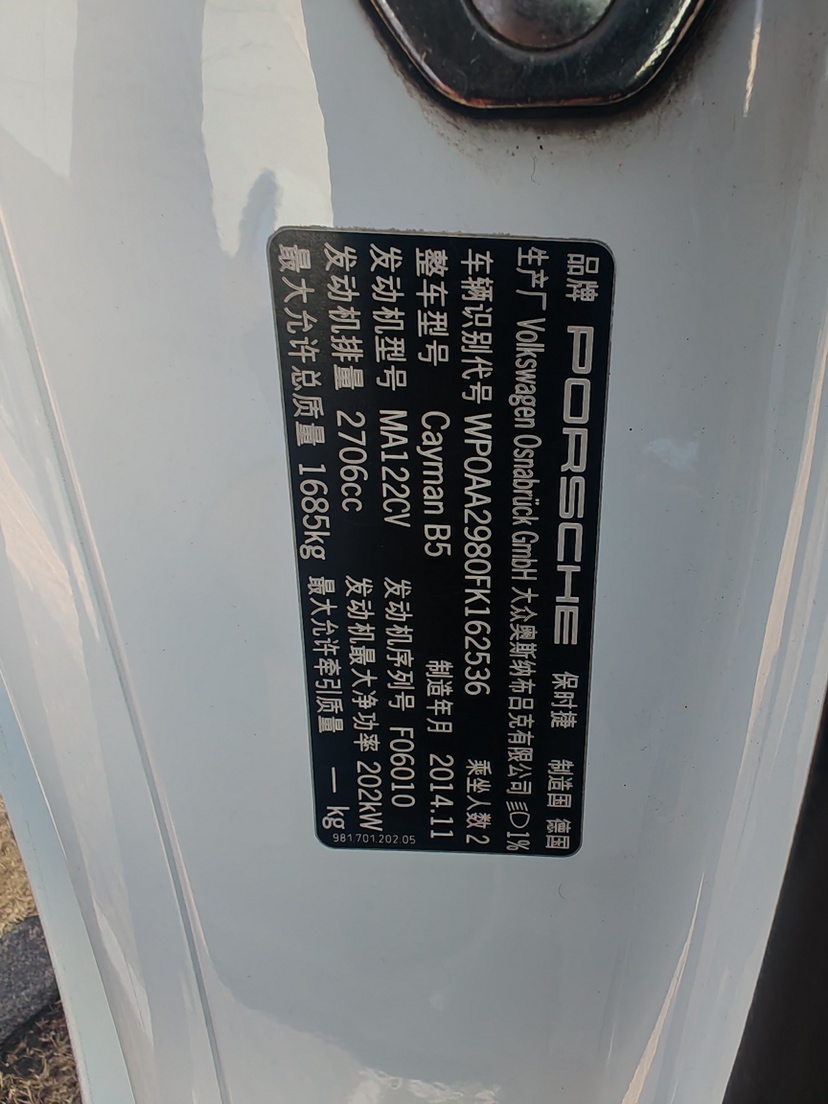 品牌 PORSCHE 保时捷 制造国 德国
生产厂 Volkswagen Osnabrück GmbH 大众奥斯纳布吕克有限公司 1%
车辆识别代号 WP0AA2980FK162536 乘坐人数 2
整车型号 Cayman B5 制造年月 2014.11
发动机型号 MA122CV 发动机序列号 F06010
发动机排量 2706cc 发动机最大净功率 202kW
最大允许总质量 1685kg 最大允许牵引质量 — kg
981.701.202.05